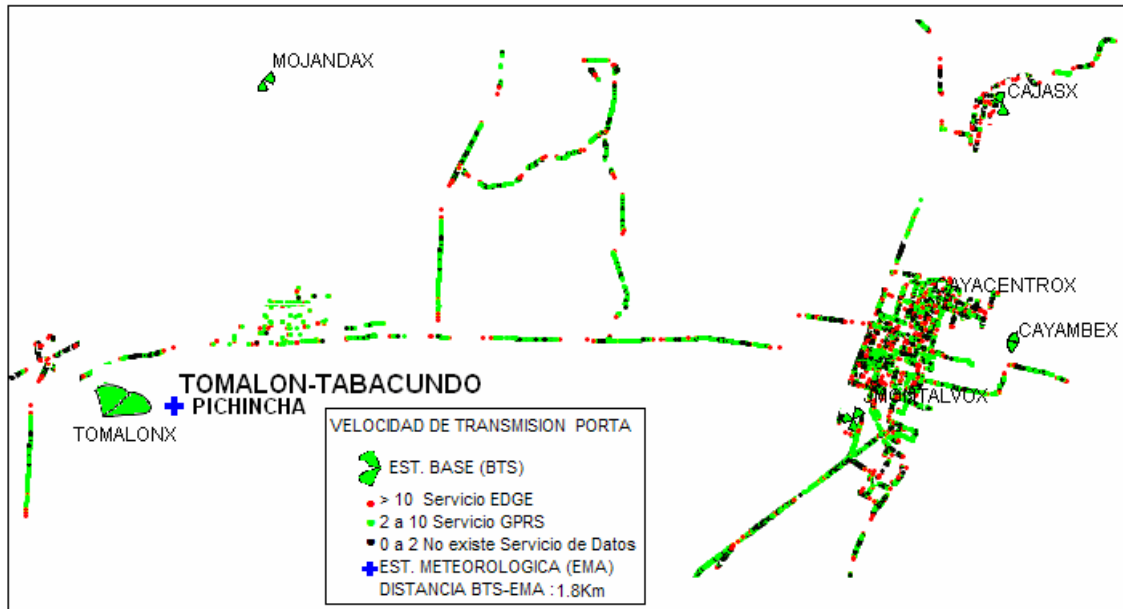 MOJANDAX
CAJASX
CAYACENTROX
CAYAMBEX
TOMALON-TABACUNDO
PICHINCHA
JMONTALVOX
TOMALONX
VELOCIDAD DE TRANSMISION PORTA
EST. BASE (BTS)
> 10 Servicio EDGE
2 a 10 Servicio GPRS
0 a 2 No existe Servicio de Datos
EST. METEOROLOGICA (EMA)
DISTANCIA BTS-EMA : 1.8Km